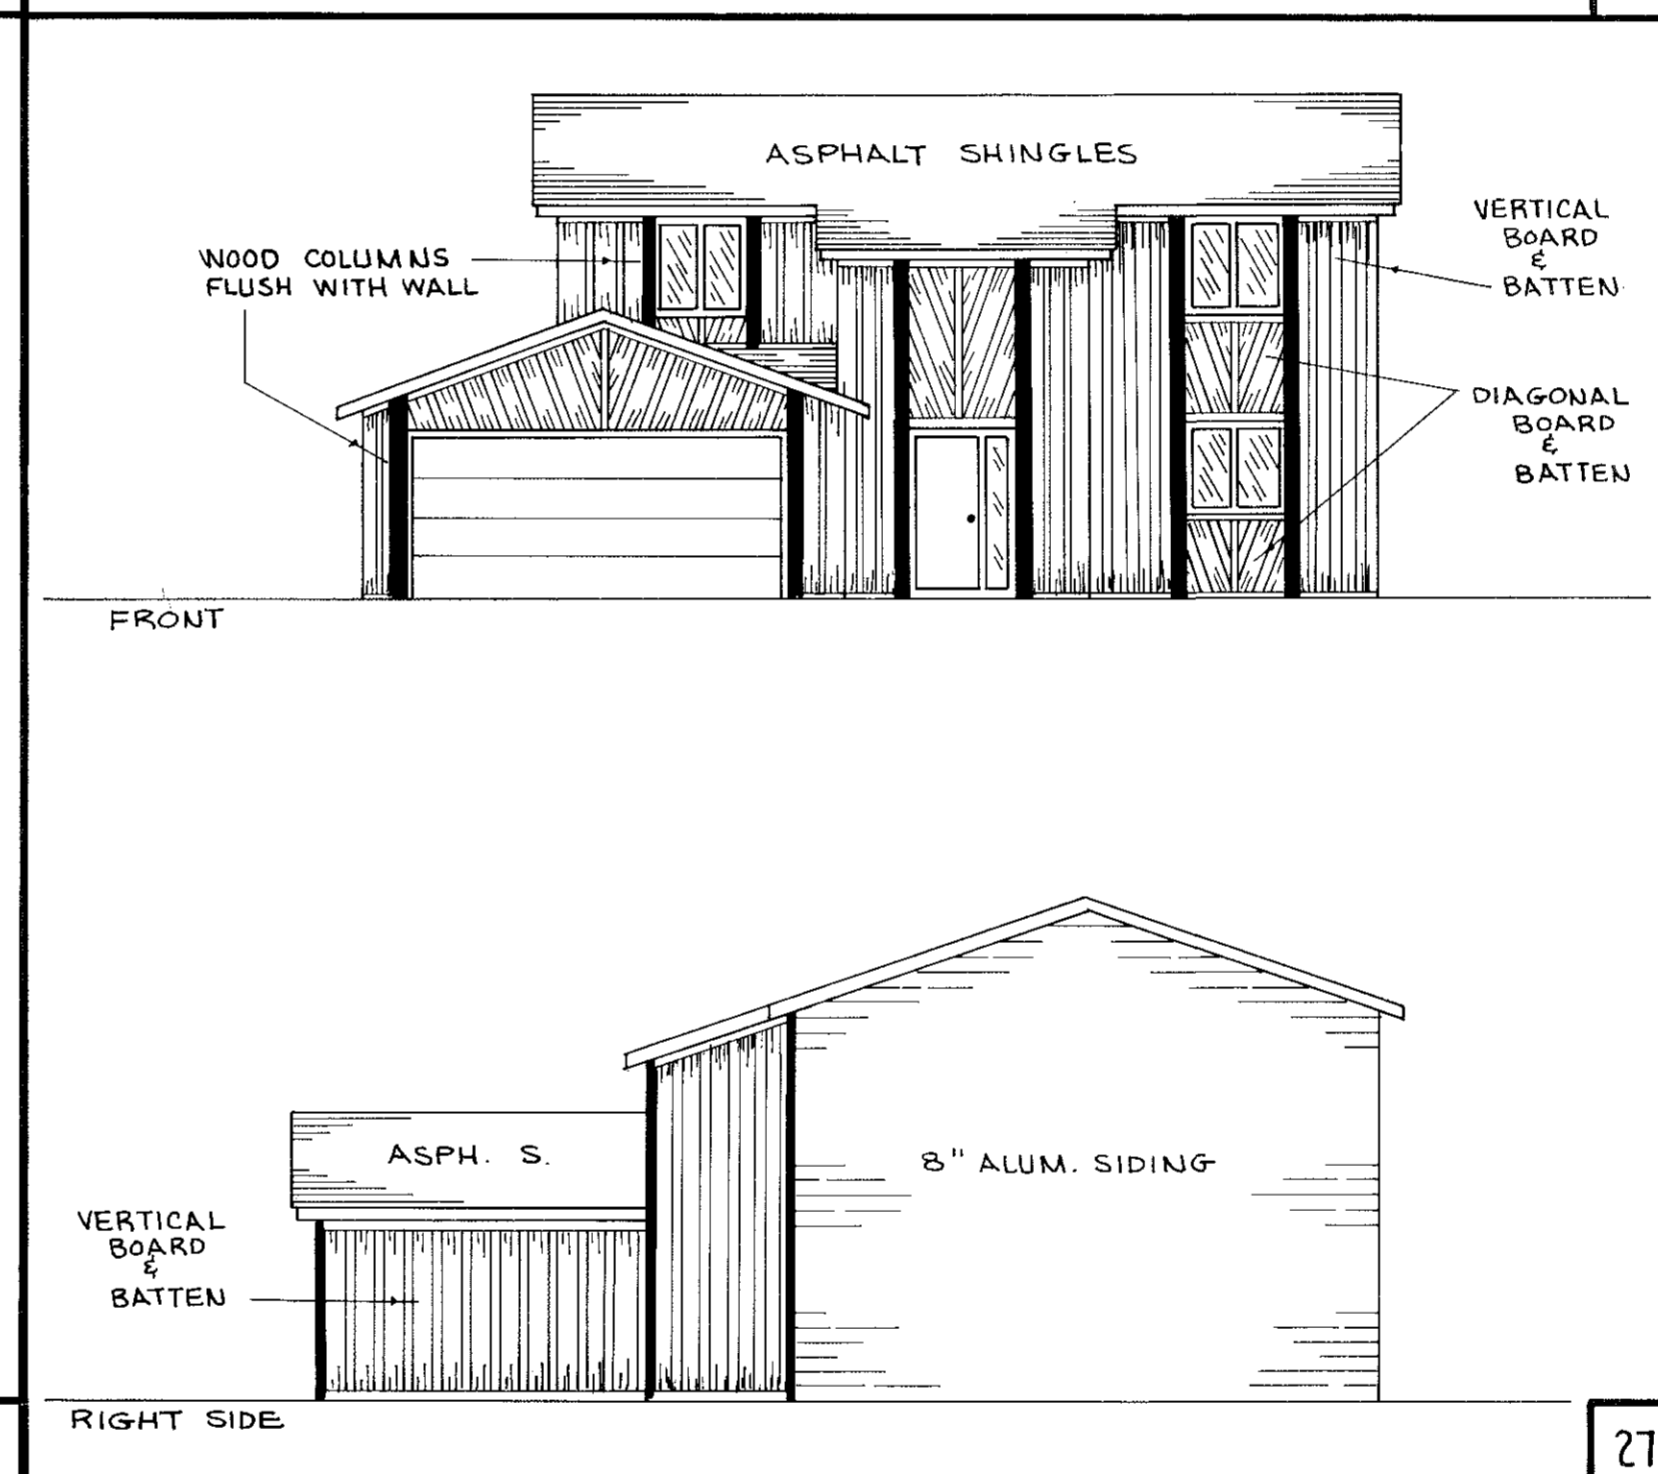 ASPHALT SHINGLES
WOOD COLUMNS
FLUSH WITH WALL
VERTICAL
BOARD
&
BATTEN
DIAGONAL
BOARD
&
BATTEN
FRONT
ASPH. S.
8" ALUM. SIDING
VERTICAL
BOARD
&
BATTEN
RIGHT SIDE
27